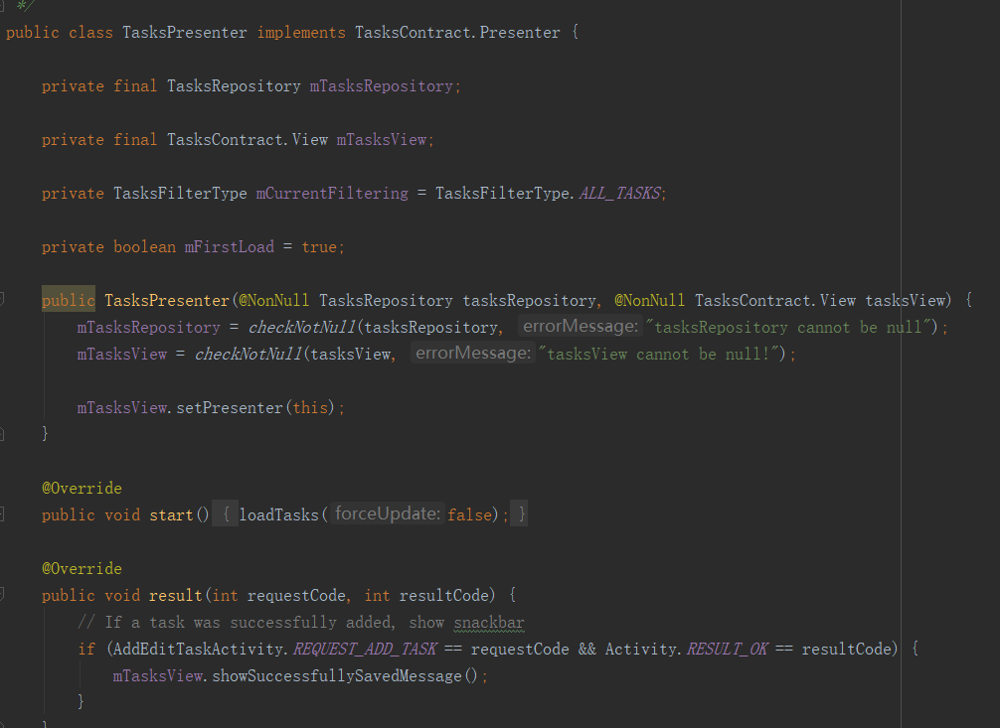 */
public class TasksPresenter implements TasksContract.Presenter {
private final TasksRepository mTasksRepository;
private final TasksContract.View mTasksView;
private TasksFilterType mCurrentFiltering = TasksFilterType.ALL_TASKS;
private boolean mFirstLoad = true;
public TasksPresenter(@NonNull TasksRepository tasksRepository, @NonNull TasksContract.View tasksView) {
mTasksRepository = checkNotNull(tasksRepository, errorMessage: "tasksRepository cannot be null");
mTasksView = checkNotNull(tasksView, errorMessage: "tasksView cannot be null!");
mTasksView.setPresenter(this);
}
@Override
public void start() { loadTasks( forceUpdate: false); }
@Override
public void result(int requestCode, int resultCode) {
// If a task was successfully added, show snackbar
if (AddEditTaskActivity.REQUEST_ADD_TASK == requestCode && Activity.RESULT_OK == resultCode) {
mTasksView.showSuccessfullySavedMessage();
}
}